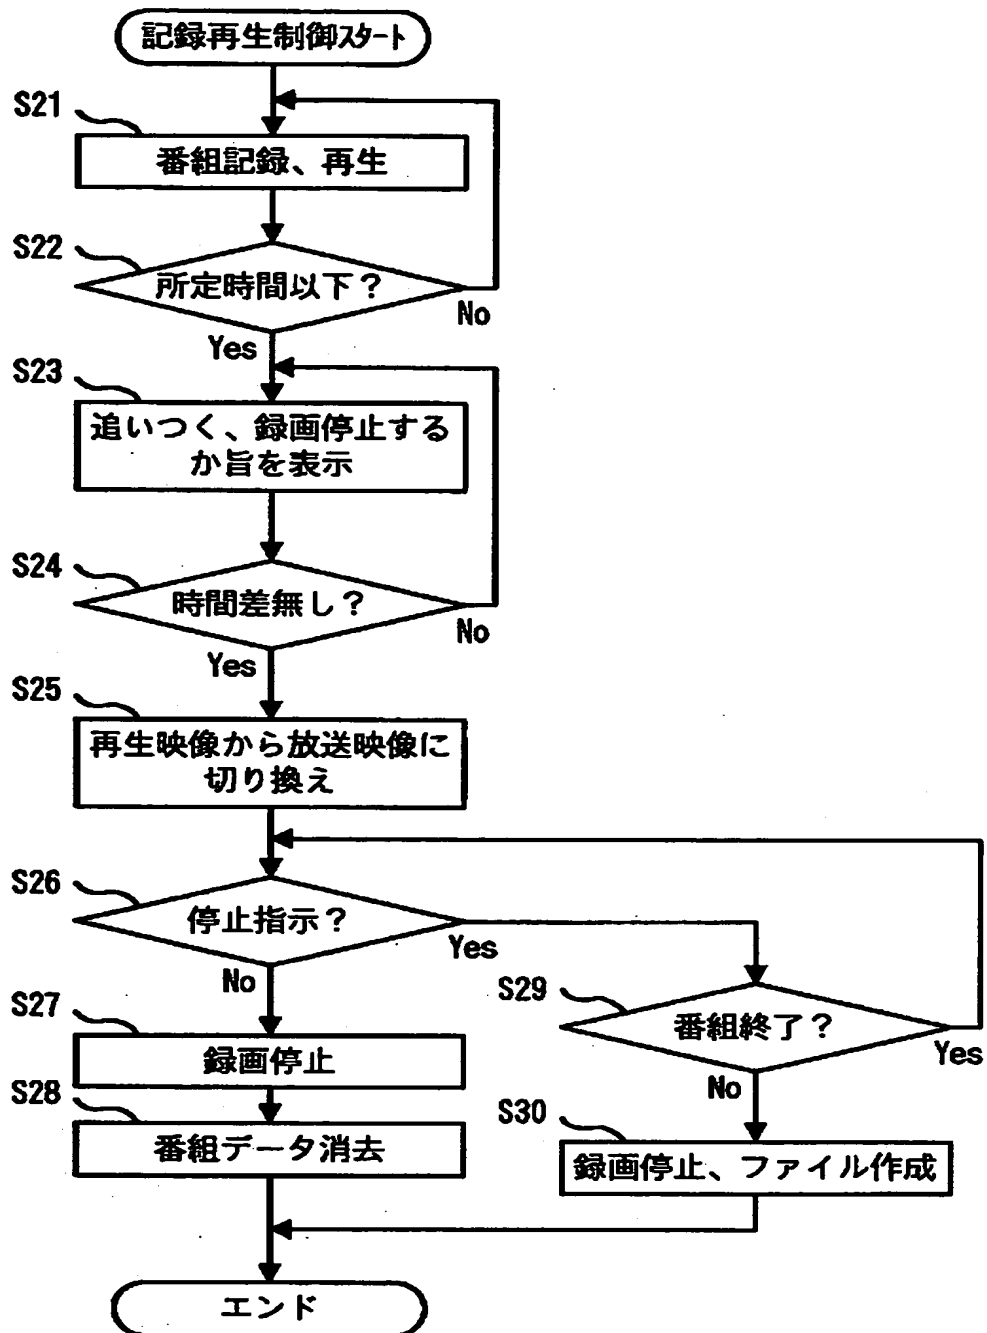 記録再生制御スタート
S21
番組記録、再生
S22
所定時間以下？
No
Yes
S23
追いつく、録画停止する
か旨を表示
S24
時間差無し？
No
Yes
S25
再生映像から放送映像に
切り換え
S26
停止指示？
Yes
No
S27
録画停止
S28
番組データ消去
S29
番組終了？
Yes
No
S30
録画停止、ファイル作成
エンド